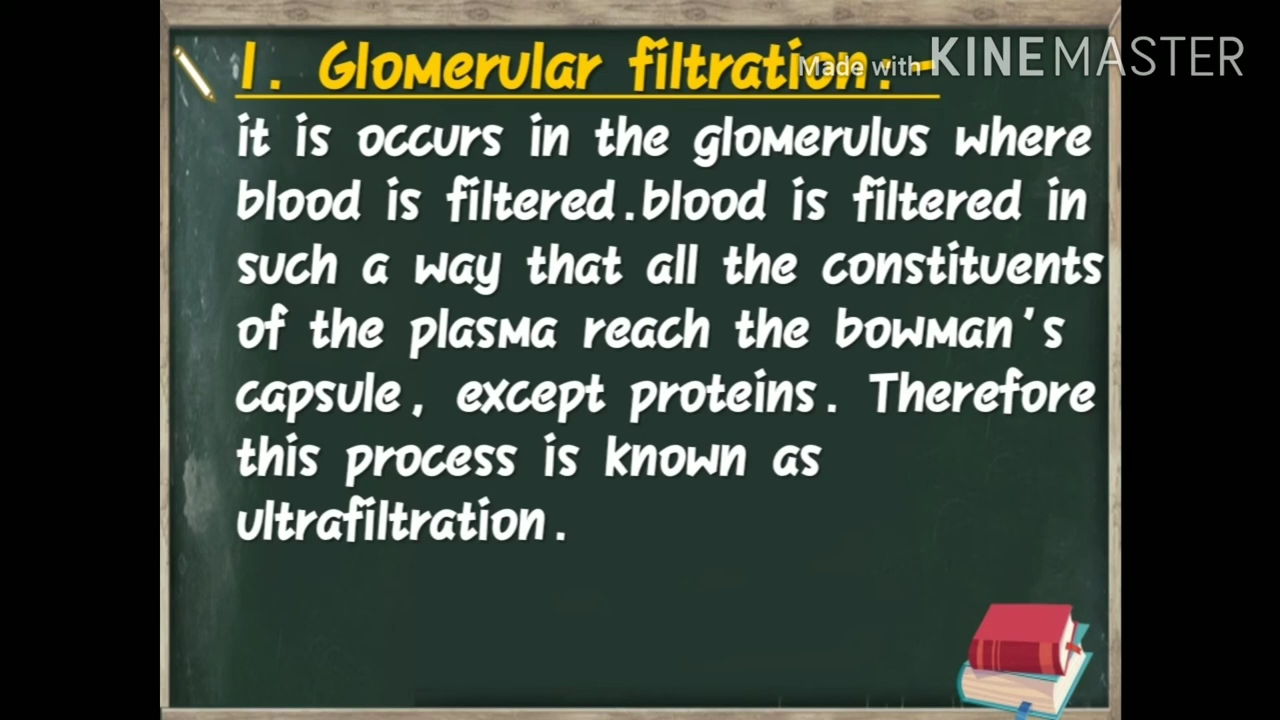 1. Glomerular filtration:-
Made with KINEMASTER
it is occurs in the glomerulus where
blood is filtered.blood is filtered in
such a way that all the constituents
of the plasma reach the bowman's
capsule, except proteins. Therefore
this process is known as
ultrafiltration.